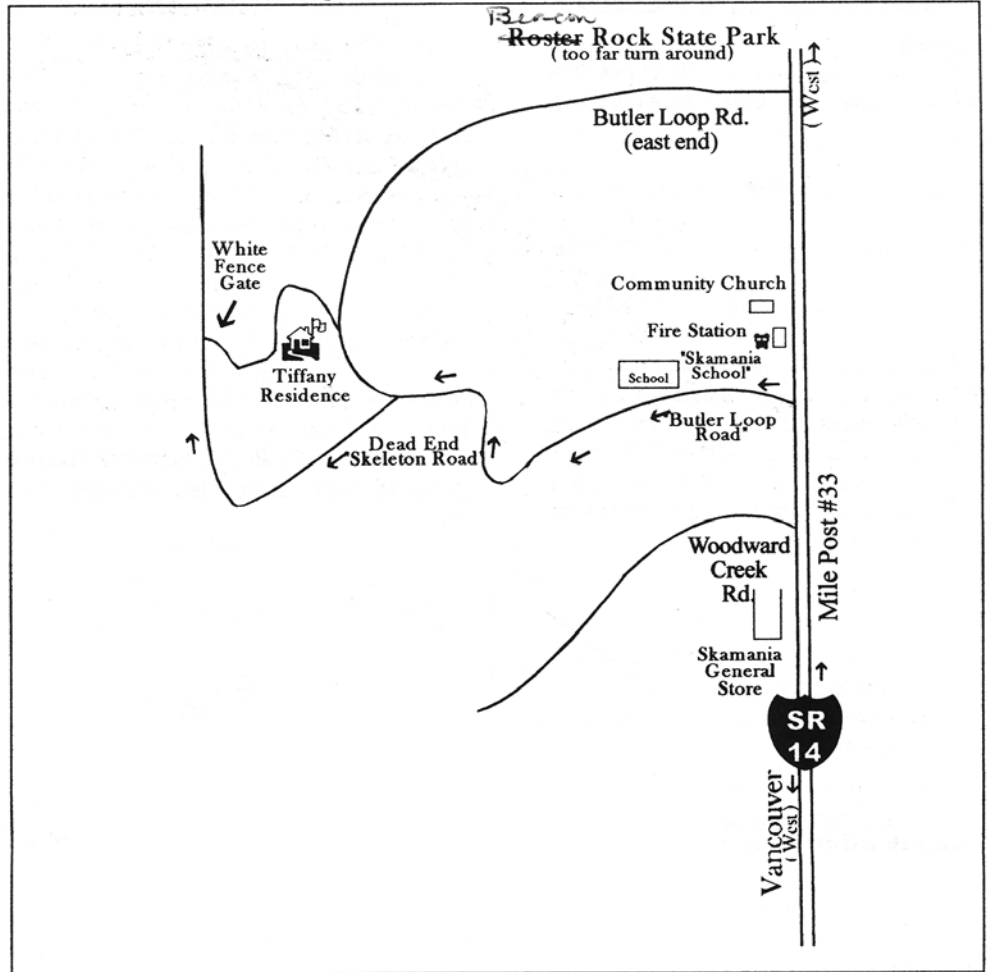 Beacon
Roster Rock State Park
( too far turn around)
(West)
Butler Loop Rd.
(east end)
White
Fence
Gate
Community Church
Fire Station
"Skamania
School"
School
Tiffany
Residence
"Butler Loop
Road"
Dead End
"Skeleton Road"
Mile Post #33
Woodward
Creek
Rd.
Skamania
General
Store
SR
14
Vancouver
(West)